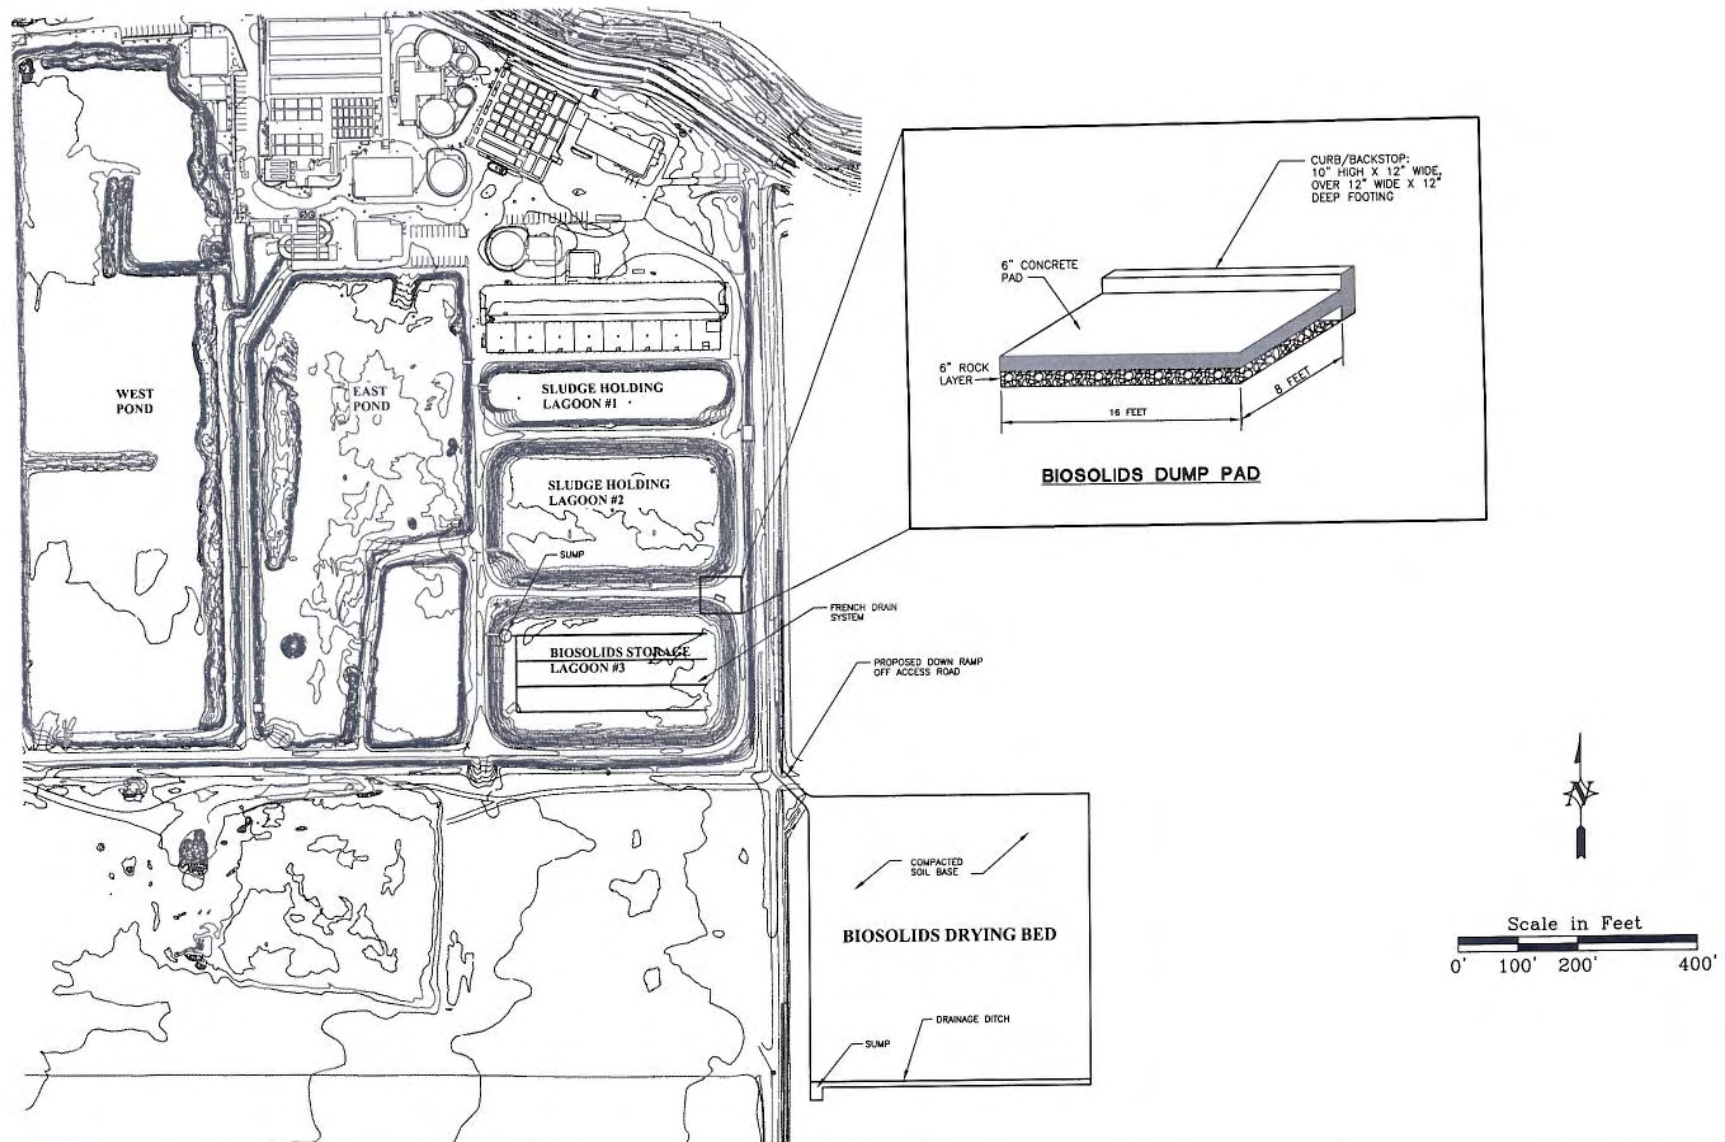 CURB/BACKSTOP:
10" HIGH X 12" WIDE,
OVER 12" WIDE X 12"
DEEP FOOTING
6" CONCRETE
PAD
6" ROCK
LAYER
8 FEET
16 FEET
BIOSOLIDS DUMP PAD
WEST
POND
EAST
POND
SLUDGE HOLDING
LAGOON #1
SLUDGE HOLDING
LAGOON #2
SUMP
FRENCH DRAIN
SYSTEM
BIOSOLIDS STORAGE
LAGOON #3
PROPOSED DOWN RAMP
OFF ACCESS ROAD
N
COMPACTED
SOIL BASE
BIOSOLIDS DRYING BED
Scale in Feet
0' 100' 200' 400'
DRAINAGE DITCH
SUMP